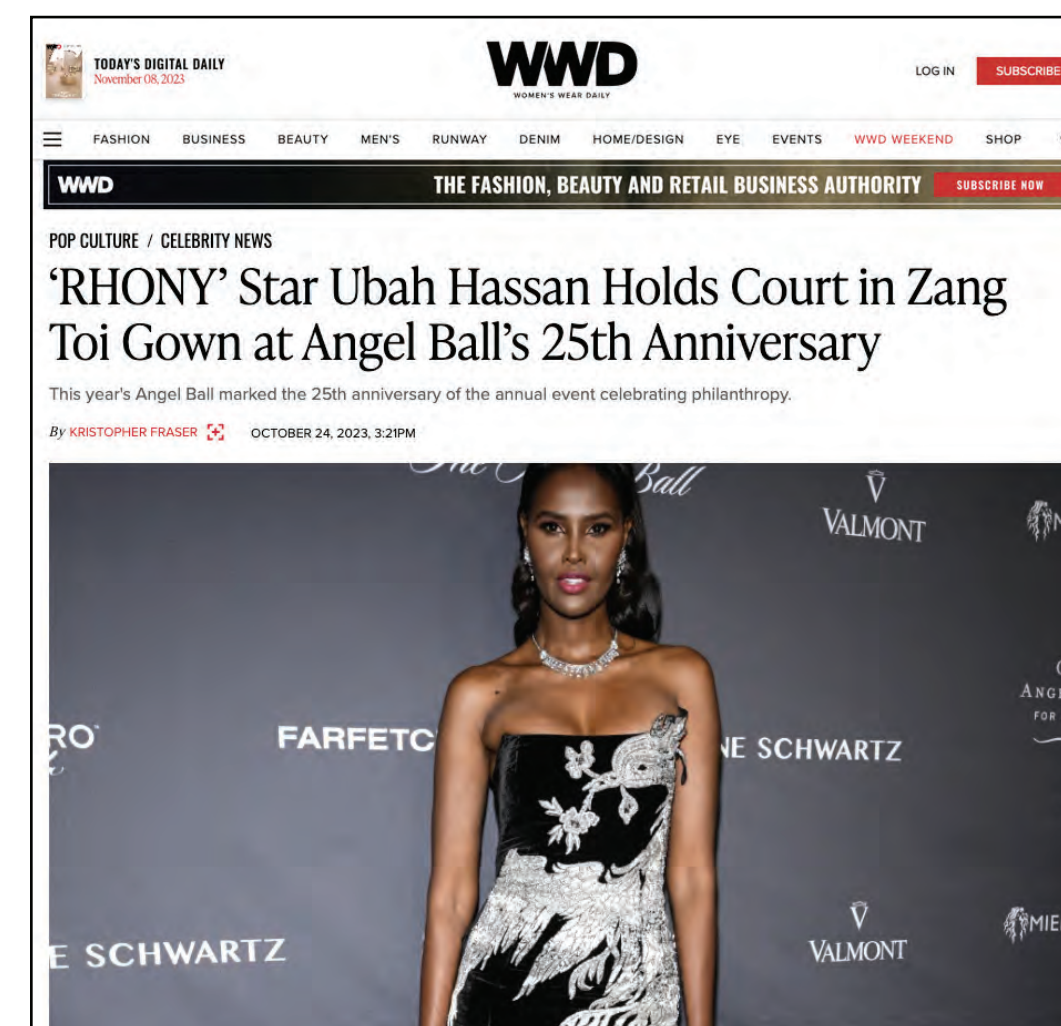 TODAY'S DIGITAL DAILY
November 08, 2023
WWD
WOMEN'S WEAR DAILY
LOG IN
SUBSCRIBE
FASHION BUSINESS BEAUTY MEN'S RUNWAY DENIM HOME/DESIGN EYE EVENTS WWD WEEKEND SHOP
WWD
THE FASHION, BEAUTY AND RETAIL BUSINESS AUTHORITY
SUBSCRIBE NOW
POP CULTURE / CELEBRITY NEWS
‘RHONY’ Star Ubah Hassan Holds Court in Zang
Toi Gown at Angel Ball’s 25th Anniversary
This year's Angel Ball marked the 25th anniversary of the annual event celebrating philanthropy.
By KRISTOPHER FRASER OCTOBER 24, 2023, 3:21PM
Ball
V
VALMONT
FOR
RO
FARFETC
NE SCHWARTZ
E SCHWARTZ
V
VALMONT
MIE